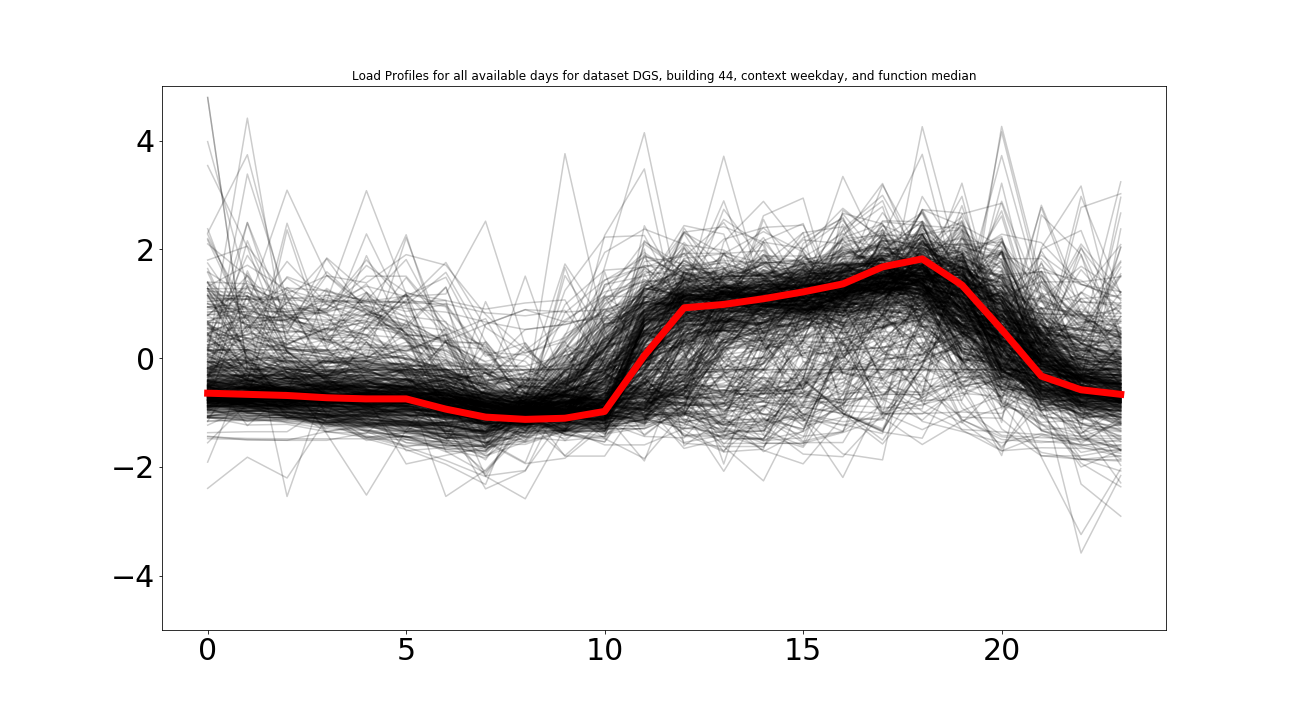 Load Profiles for all available days for dataset DGS, building 44, context weekday, and function median
4
2
0
−2
−4
0 5 10 15 20